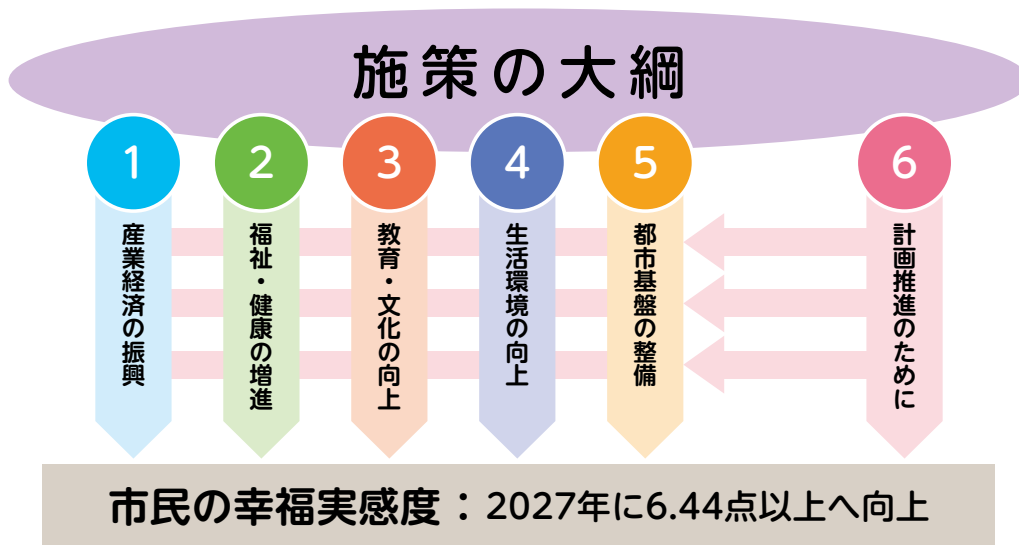 施策の大綱
1
産業経済の振興
2
福祉・健康の増進
3
教育・文化の向上
4
生活環境の向上
5
都市基盤の整備
6
計画推進のために
市民の幸福実感度：2027年に6.44点以上へ向上